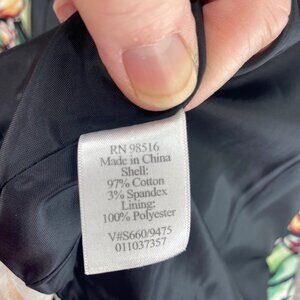 RN 98516
Made in China
Shell:
97% Cotton
3% Spandex
Lining:
100% Polyester
V#S660/9475
011037357